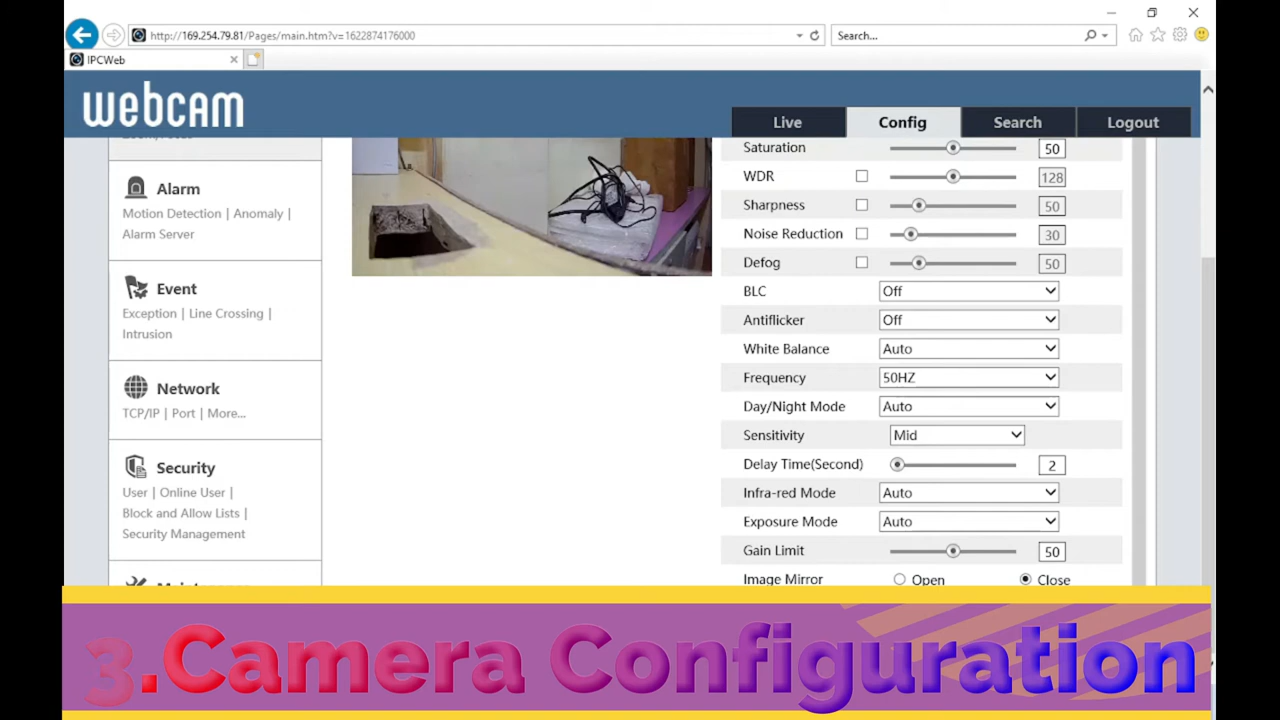 http://169.254.79.81/Pages/main.htm?v=1622874176000
Search...
IPCWeb
webcam
Live
Config
Search
Logout
Alarm
Motion Detection | Anomaly |
Alarm Server
Event
Exception | Line Crossing |
Intrusion
Network
TCP/IP | Port | More...
Security
User | Online User |
Block and Allow Lists |
Security Management
Saturation 50
WDR 128
Sharpness 50
Noise Reduction 30
Defog 50
BLC Off
Antiflicker Off
White Balance Auto
Frequency 50HZ
Day/Night Mode Auto
Sensitivity Mid
Delay Time(Second) 2
Infra-red Mode Auto
Exposure Mode Auto
Gain Limit 50
Image Mirror Open Close
3.Camera Configuration